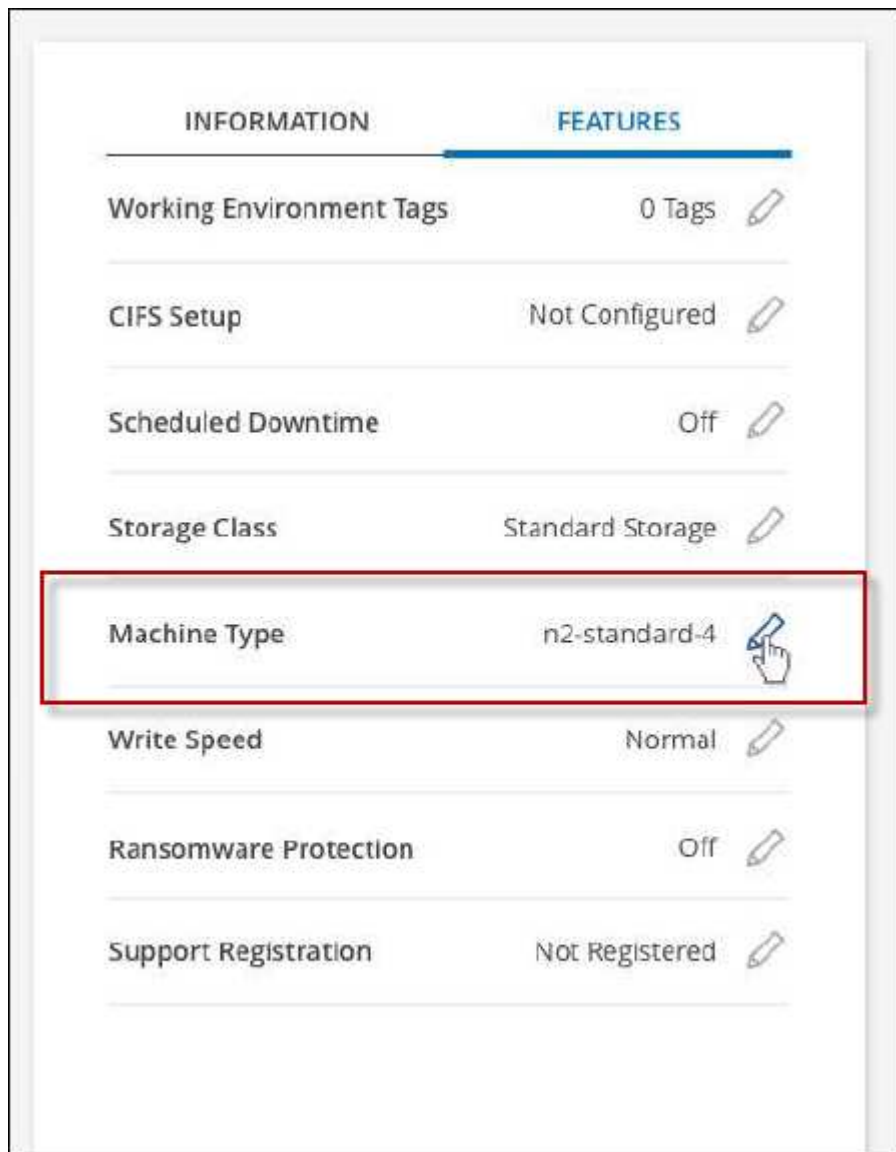 INFORMATION FEATURES
Working Environment Tags 0 Tags
CIFS Setup Not Configured
Scheduled Downtime Off
Storage Class Standard Storage
Machine Type n2-standard-4
Write Speed Normal
Ransomware Protection Off
Support Registration Not Registered